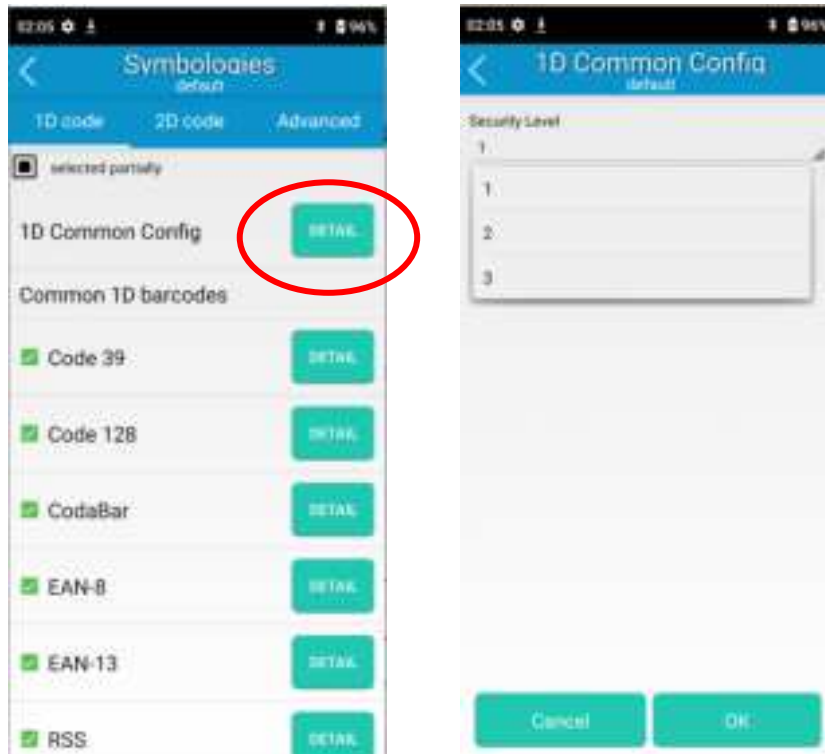 02:05 96%
Symbologies
default
1D code 2D code Advanced
selected partially
1D Common Config DETAIL
Common 1D barcodes
Code 39 DETAIL
Code 128 DETAIL
CodaBar DETAIL
EAN-8 DETAIL
EAN-13 DETAIL
RSS DETAIL
02:05 96%
1D Common Config
default
Security Level
1
1
2
3
Cancel OK